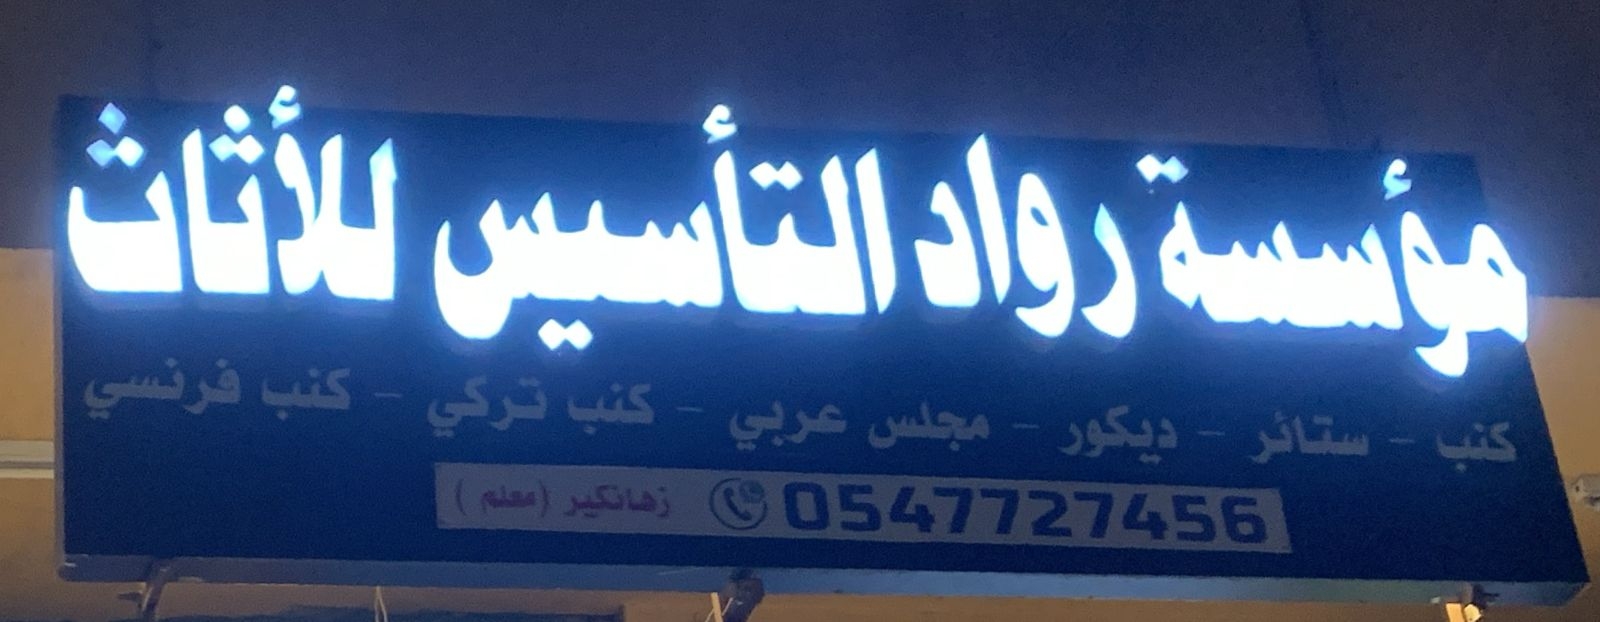 مؤسسة رواد التأسيس للأثاث
كنب - ستائر - ديكور - مجلس عربي - كنب تركي - كنب فرنسي
0547727456 زهانكير (معلم )